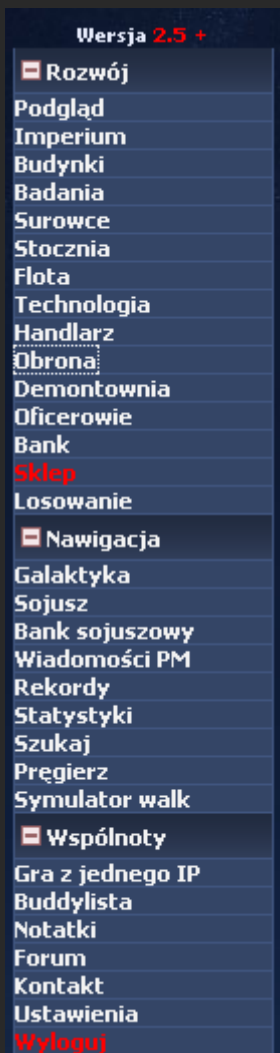 Wersja 2.5 +
Rozwój
Podgląd
Imperium
Budynki
Badania
Surowce
Stocznia
Flota
Technologia
Handlarz
Obrona
Demontownia
Oficerowie
Bank
Sklep
Losowanie
Nawigacja
Galaktyka
Sojusz
Bank sojuszowy
Wiadomości PM
Rekordy
Statystyki
Szukaj
Pręgierz
Symulator walk
Wspólnoty
Gra z jednego IP
Buddylista
Notatki
Forum
Kontakt
Ustawienia
Wyloguj